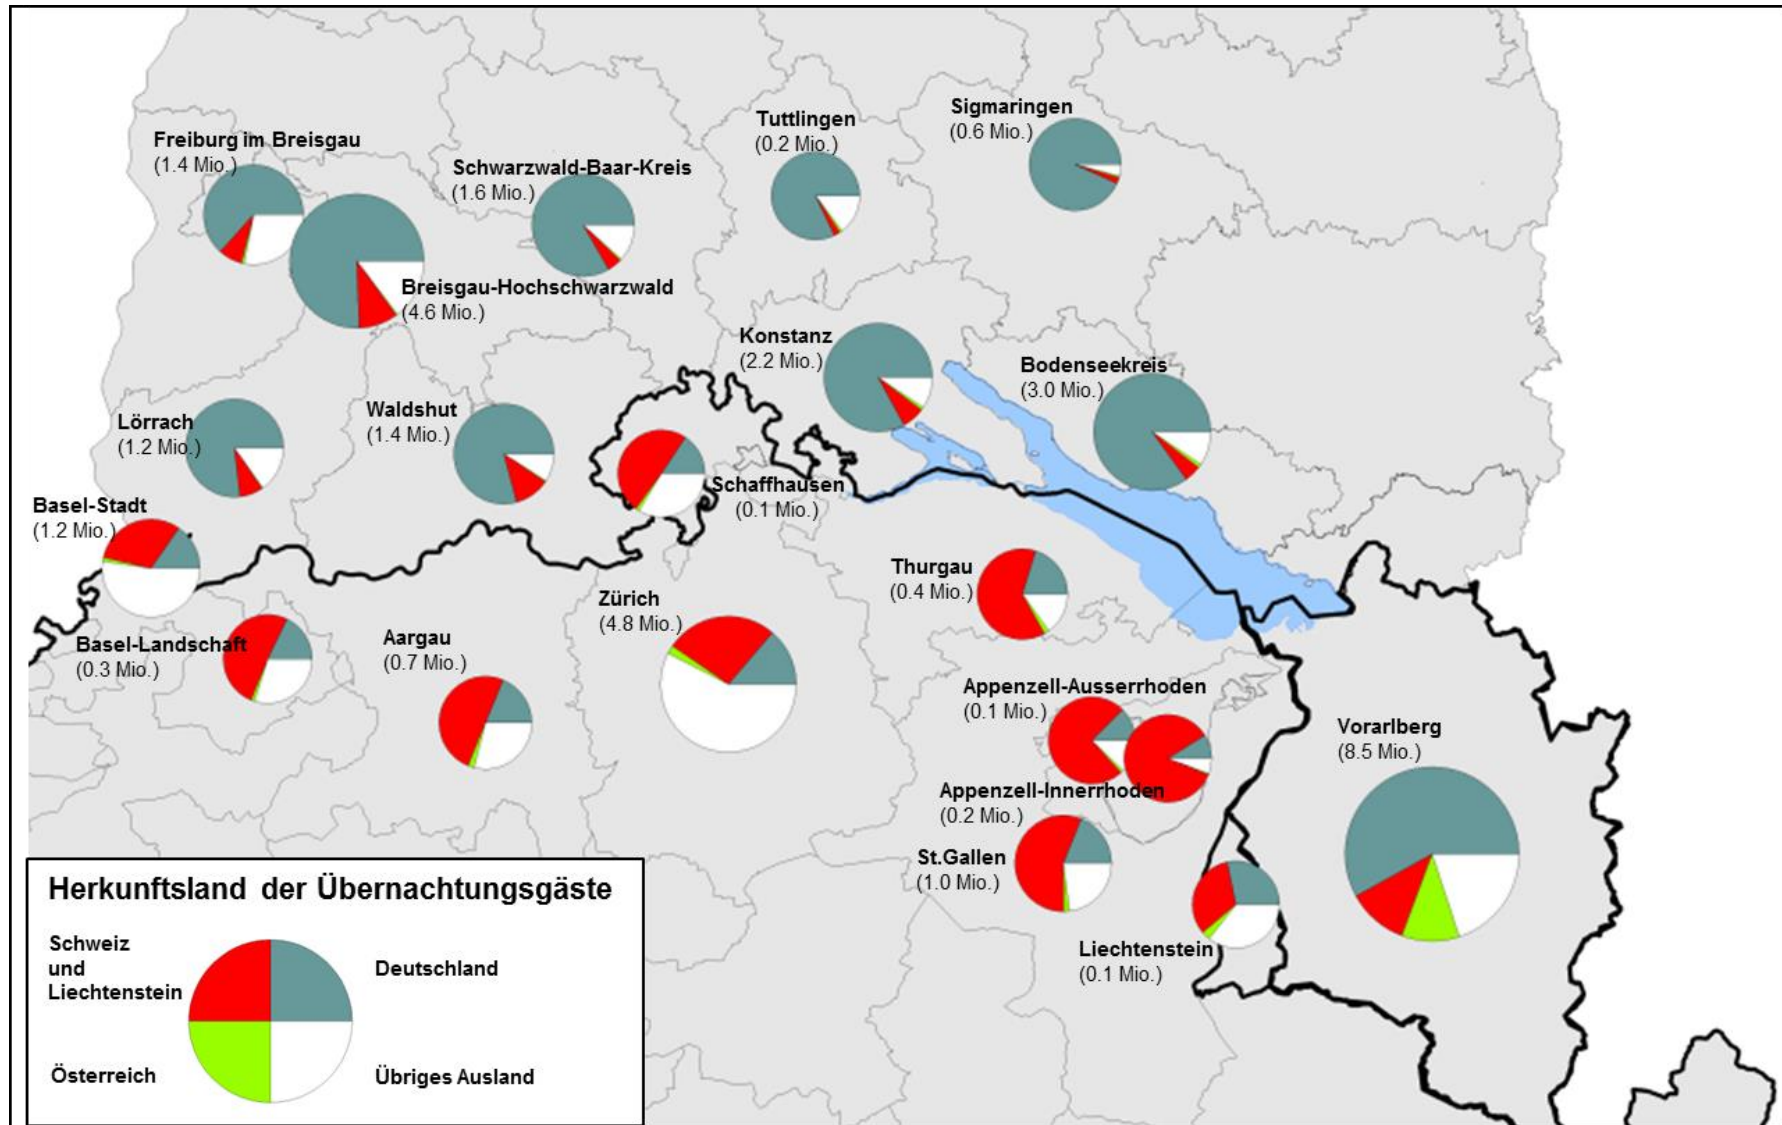 Sigmaringen
(0.6 Mio.)
Tuttlingen
(0.2 Mio.)
Freiburg im Breisgau
(1.4 Mio.)
Schwarzwald-Baar-Kreis
(1.6 Mio.)
Breisgau-Hochschwarzwald
(4.6 Mio.)
Konstanz
(2.2 Mio.)
Bodenseekreis
(3.0 Mio.)
Waldshut
(1.4 Mio.)
Lörrach
(1.2 Mio.)
Schaffhausen
(0.1 Mio.)
Basel-Stadt
(1.2 Mio.)
Thurgau
(0.4 Mio.)
Zürich
(4.8 Mio.)
Aargau
(0.7 Mio.)
Basel-Landschaft
(0.3 Mio.)
Appenzell-Ausserrhoden
(0.1 Mio.)
Vorarlberg
(8.5 Mio.)
Appenzell-Innerrhoden
(0.2 Mio.)
St.Gallen
(1.0 Mio.)
Liechtenstein
(0.1 Mio.)
Herkunftsland der Übernachtungsgäste
Schweiz
und
Liechtenstein
Deutschland
Österreich
Übriges Ausland